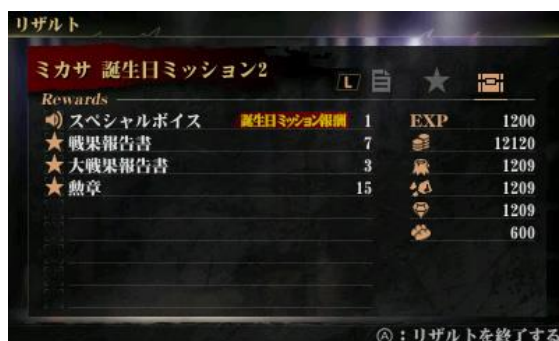 リザルト
ミカサ 誕生日ミッション2
L
Rewards
スペシャルボイス 誕生日ミッション報酬 1
戦果報告書 7
大戦果報告書 3
勲章 15
EXP 1200
12120
1209
1209
1209
600
Ⓐ：リザルトを終了する